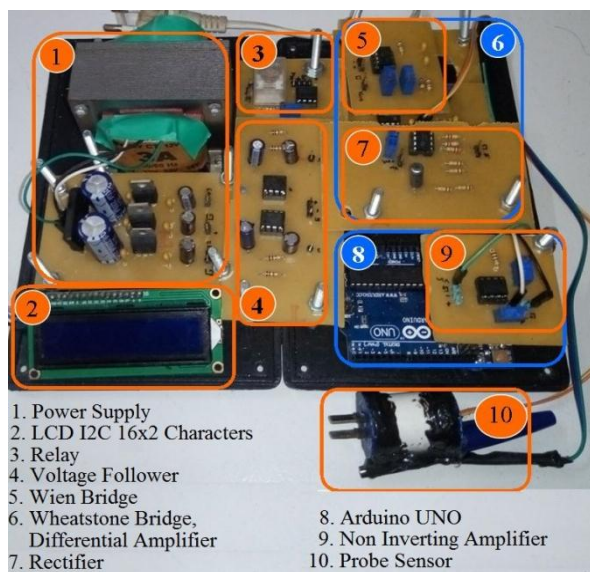 1
3
5
6
7
3A
8
9
2
4
ARDUINO
UNO
10
1. Power Supply
2. LCD I2C 16x2 Characters
3. Relay
4. Voltage Follower
5. Wien Bridge
6. Wheatstone Bridge,
Differential Amplifier
7. Rectifier
8. Arduino UNO
9. Non Inverting Amplifier
10. Probe Sensor